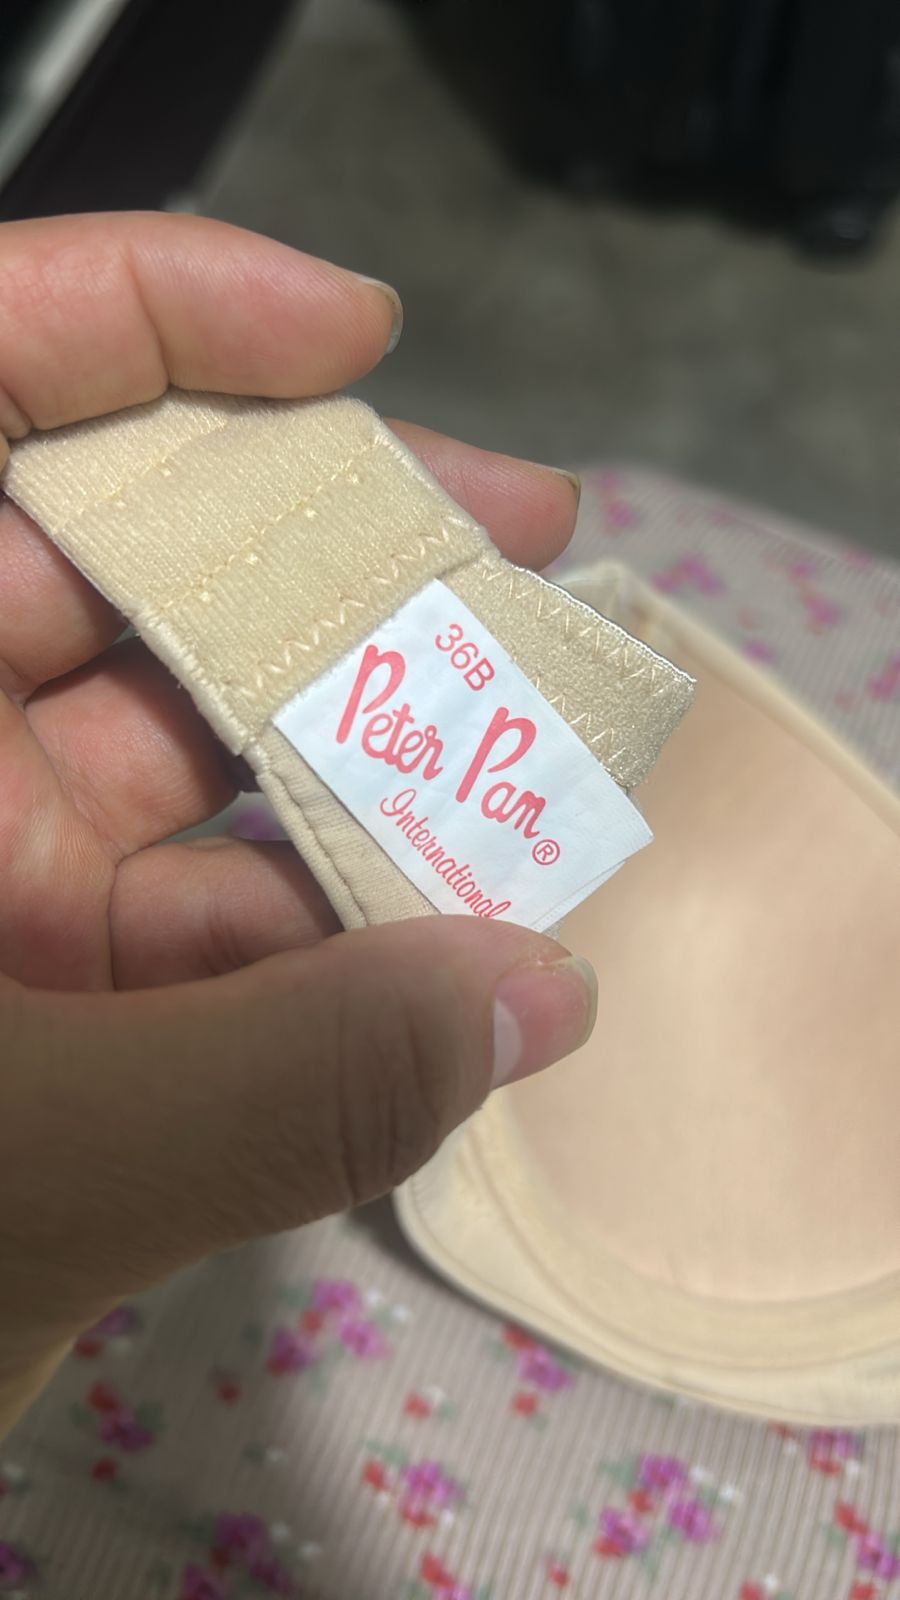 36B
Peter Pan®
International